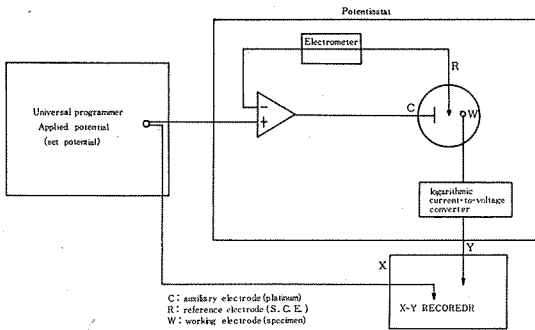 Potentiostat
Electrometer
R
Universal programmer
Applied potential
(set potential)
−
+
C
W
logarithmic
current-to-voltage
converter
Y
X
C : auxiliary electrode (platinum)
R : reference electrode (S. C. E.)
W : working electrode (specimen)
X-Y RECOREDR